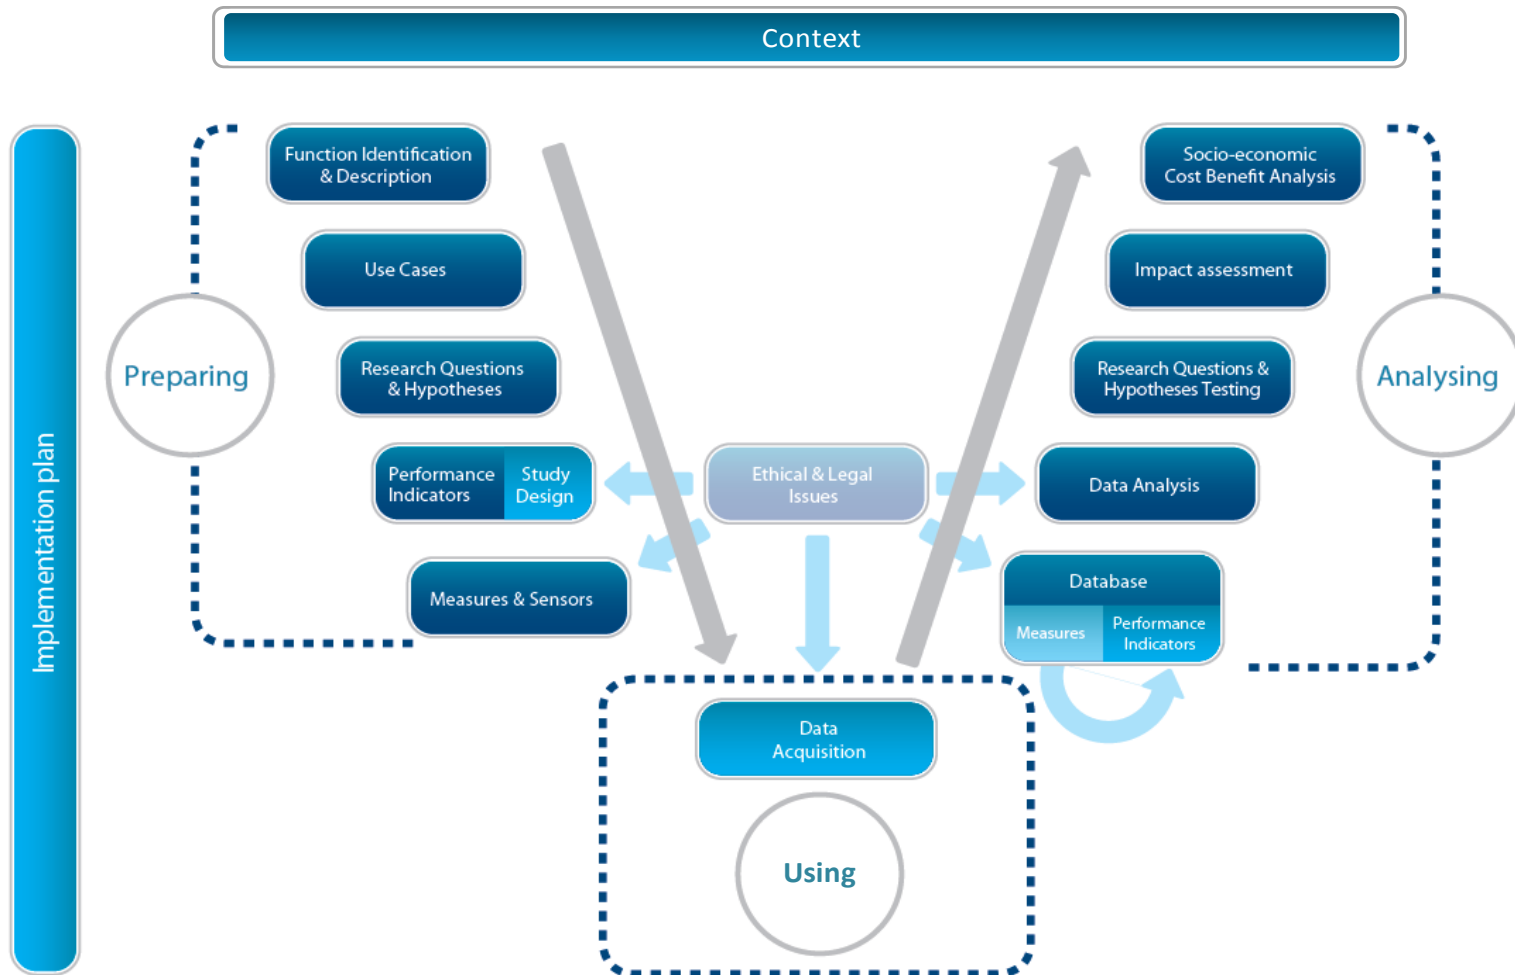 Context
Implementation plan
Preparing
Function Identification
& Description
Use Cases
Research Questions
& Hypotheses
Performance
Indicators
Study
Design
Measures & Sensors
Ethical & Legal
Issues
Data
Acquisition
Using
Socio-economic
Cost Benefit Analysis
Impact assessment
Research Questions &
Hypotheses Testing
Data Analysis
Database
Measures
Performance
Indicators
Analysing